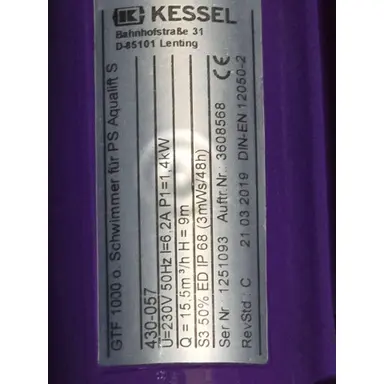 KESSEL
Bahnhofstraße 31
D-85101 Lenting
GTF 1000 o. Schwimmer für PS Aqualift S
430-057
U=230V 50Hz I=6,2A P1=1,4kW
Q = 15,5m³/h H = 9m
S3 50% ED IP 68 (3mWs/48h)
Ser Nr. 1251093 Auftr.Nr. 3608568
RevStd : C 21 03 2019 DIN-EN 12050-2